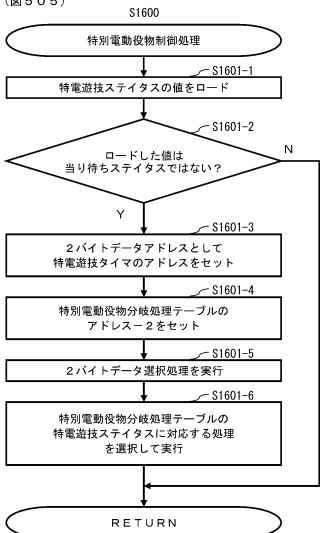 (図505)
S1600
特別電動役物制御処理
S1601-1
特電遊技ステイタスの値をロード
S1601-2
ロードした値は
当り待ちステイタスではない？
N
Y
S1601-3
２バイトデータアドレスとして
特電遊技タイマのアドレスをセット
S1601-4
特別電動役物分岐処理テーブルの
アドレス－２をセット
S1601-5
２バイトデータ選択処理を実行
S1601-6
特別電動役物分岐処理テーブルの
特電遊技ステイタスに対応する処理
を選択して実行
RETURN